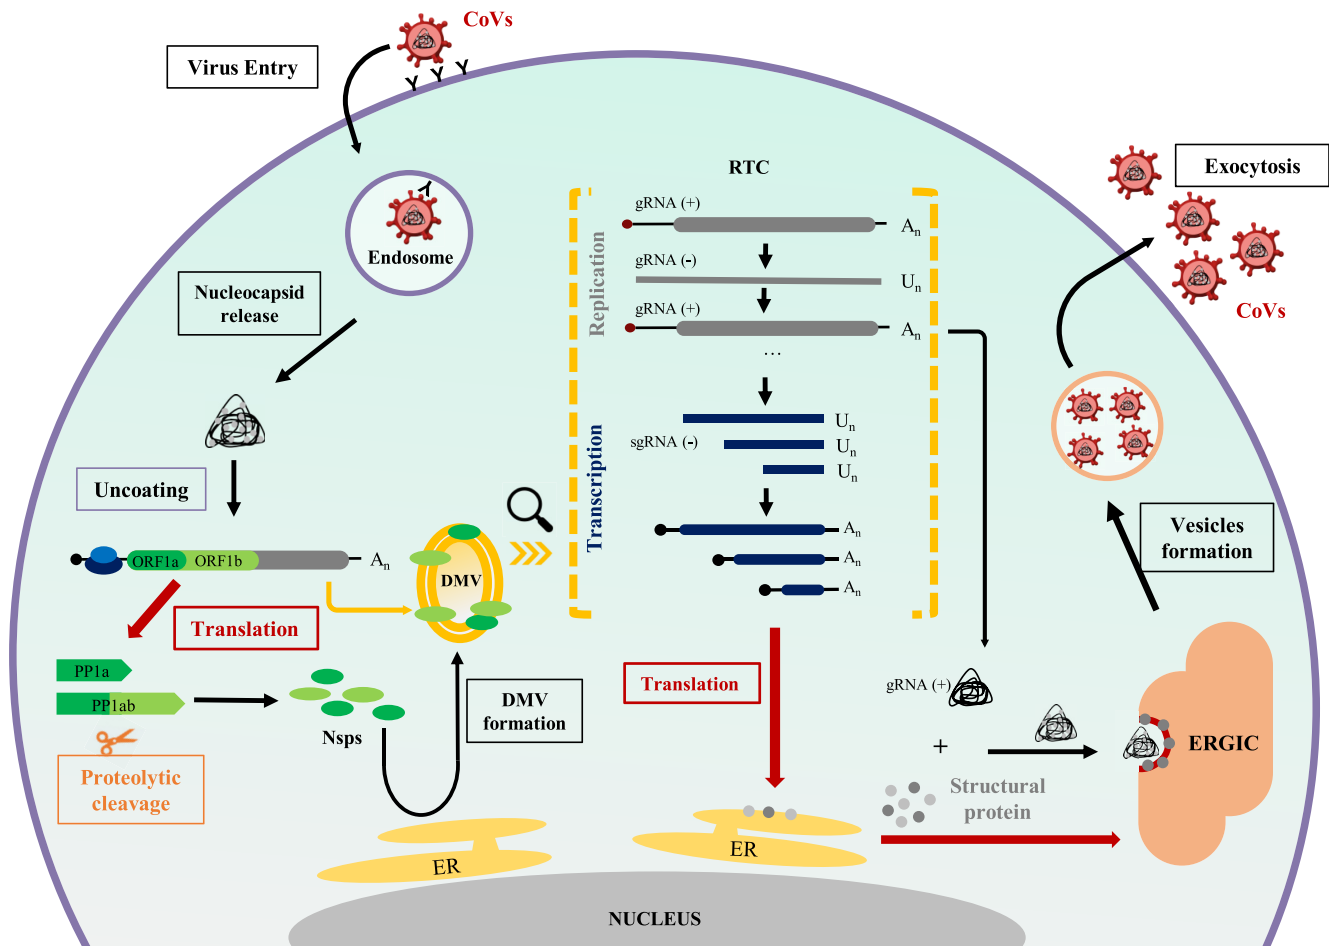 CoVs
Virus Entry
Endosome
Nucleocapsid
release
Uncoating
ORF1a
ORF1b
An
Translation
PP1a
PP1ab
Proteolytic
cleavage
Nsps
DMV
DMV
formation
ER
RTC
Replication
gRNA (+)
An
gRNA (-)
Un
gRNA (+)
An
...
Transcription
Un
sgRNA (-)
Un
Un
An
An
An
Translation
ER
gRNA (+)
+
Structural
protein
ERGIC
Vesicles
formation
Exocytosis
CoVs
NUCLEUS